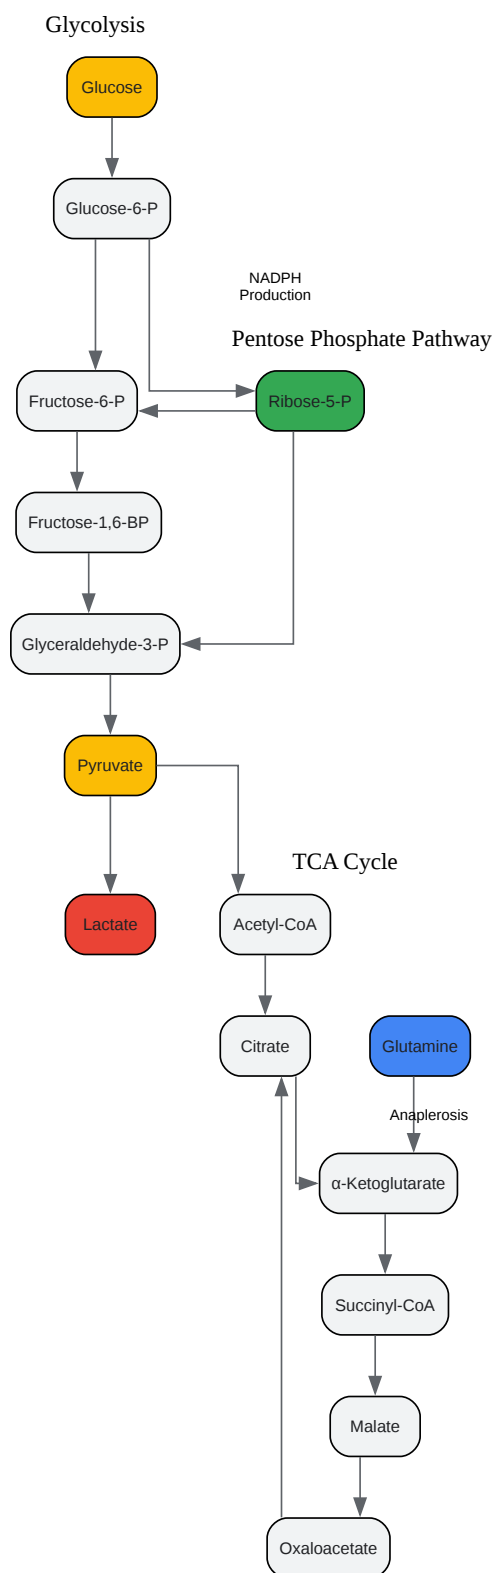 Glycolysis
Glucose
Glucose-6-P
NADPH
Production
Pentose Phosphate Pathway
Fructose-6-P
Ribose-5-P
Fructose-1,6-BP
Glyceraldehyde-3-P
Pyruvate
TCA Cycle
Lactate
Acetyl-CoA
Citrate
Glutamine
Anaplerosis
α-Ketoglutarate
Succinyl-CoA
Malate
Oxaloacetate